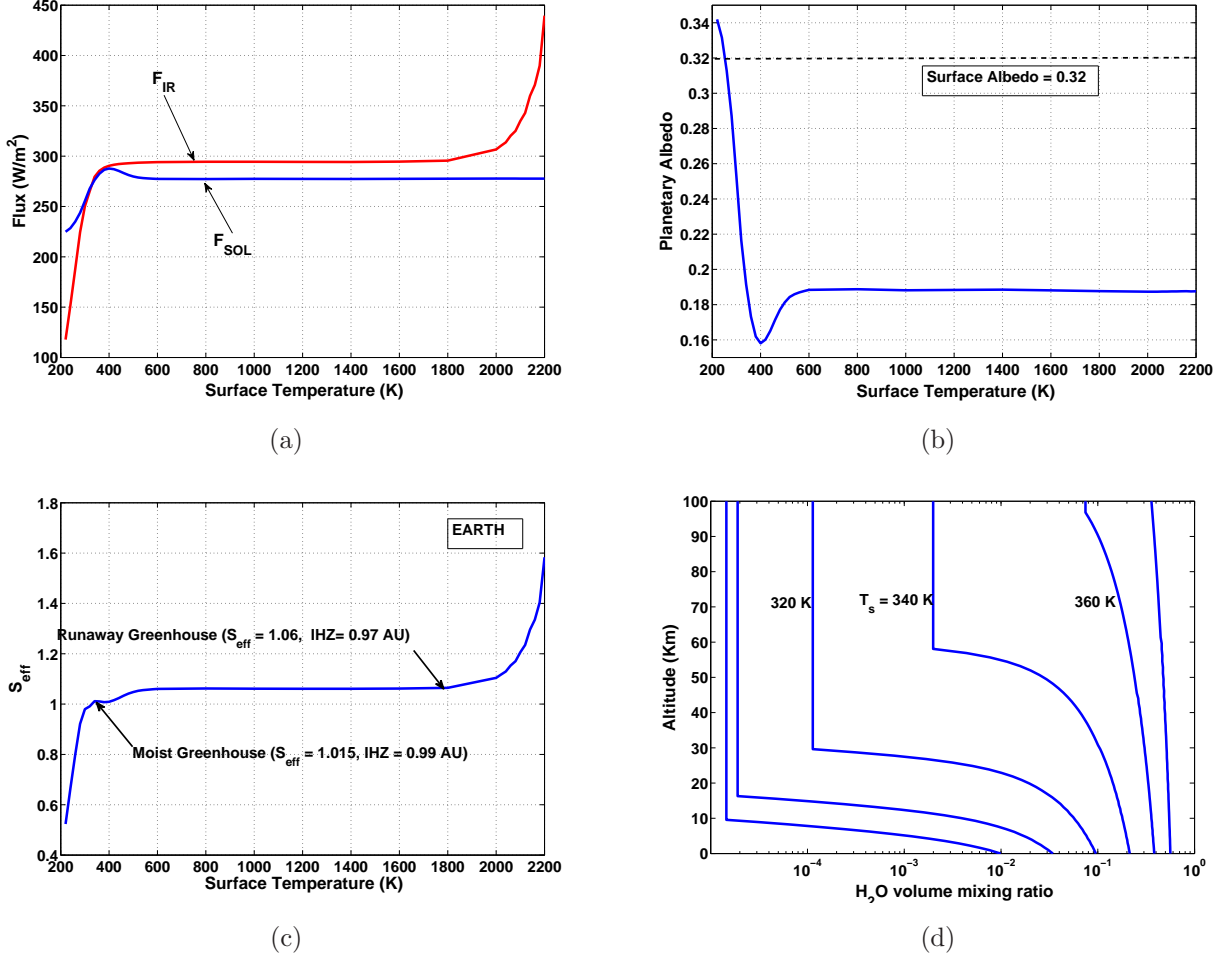 450
400
350
300
250
200
150
100
Flux (W/m²)
F_IR
F_SOL
200 400 600 800 1000 1200 1400 1600 1800 2000 2200
Surface Temperature (K)
(a)
0.34
0.32
0.3
0.28
0.26
0.24
0.22
0.2
0.18
0.16
Planetary Albedo
Surface Albedo = 0.32
200 400 600 800 1000 1200 1400 1600 1800 2000 2200
Surface Temperature (K)
(b)
1.8
1.6
1.4
1.2
1
0.8
0.6
0.4
S_eff
EARTH
Runaway Greenhouse (S_eff = 1.06, IHZ= 0.97 AU)
Moist Greenhouse (S_eff = 1.015, IHZ = 0.99 AU)
200 400 600 800 1000 1200 1400 1600 1800 2000 2200
Surface Temperature (K)
(c)
100
90
80
70
60
50
40
30
20
10
0
Altitude (Km)
320 K
T_s = 340 K
360 K
10⁻⁴ 10⁻³ 10⁻² 10⁻¹ 10⁰
H₂O volume mixing ratio
(d)